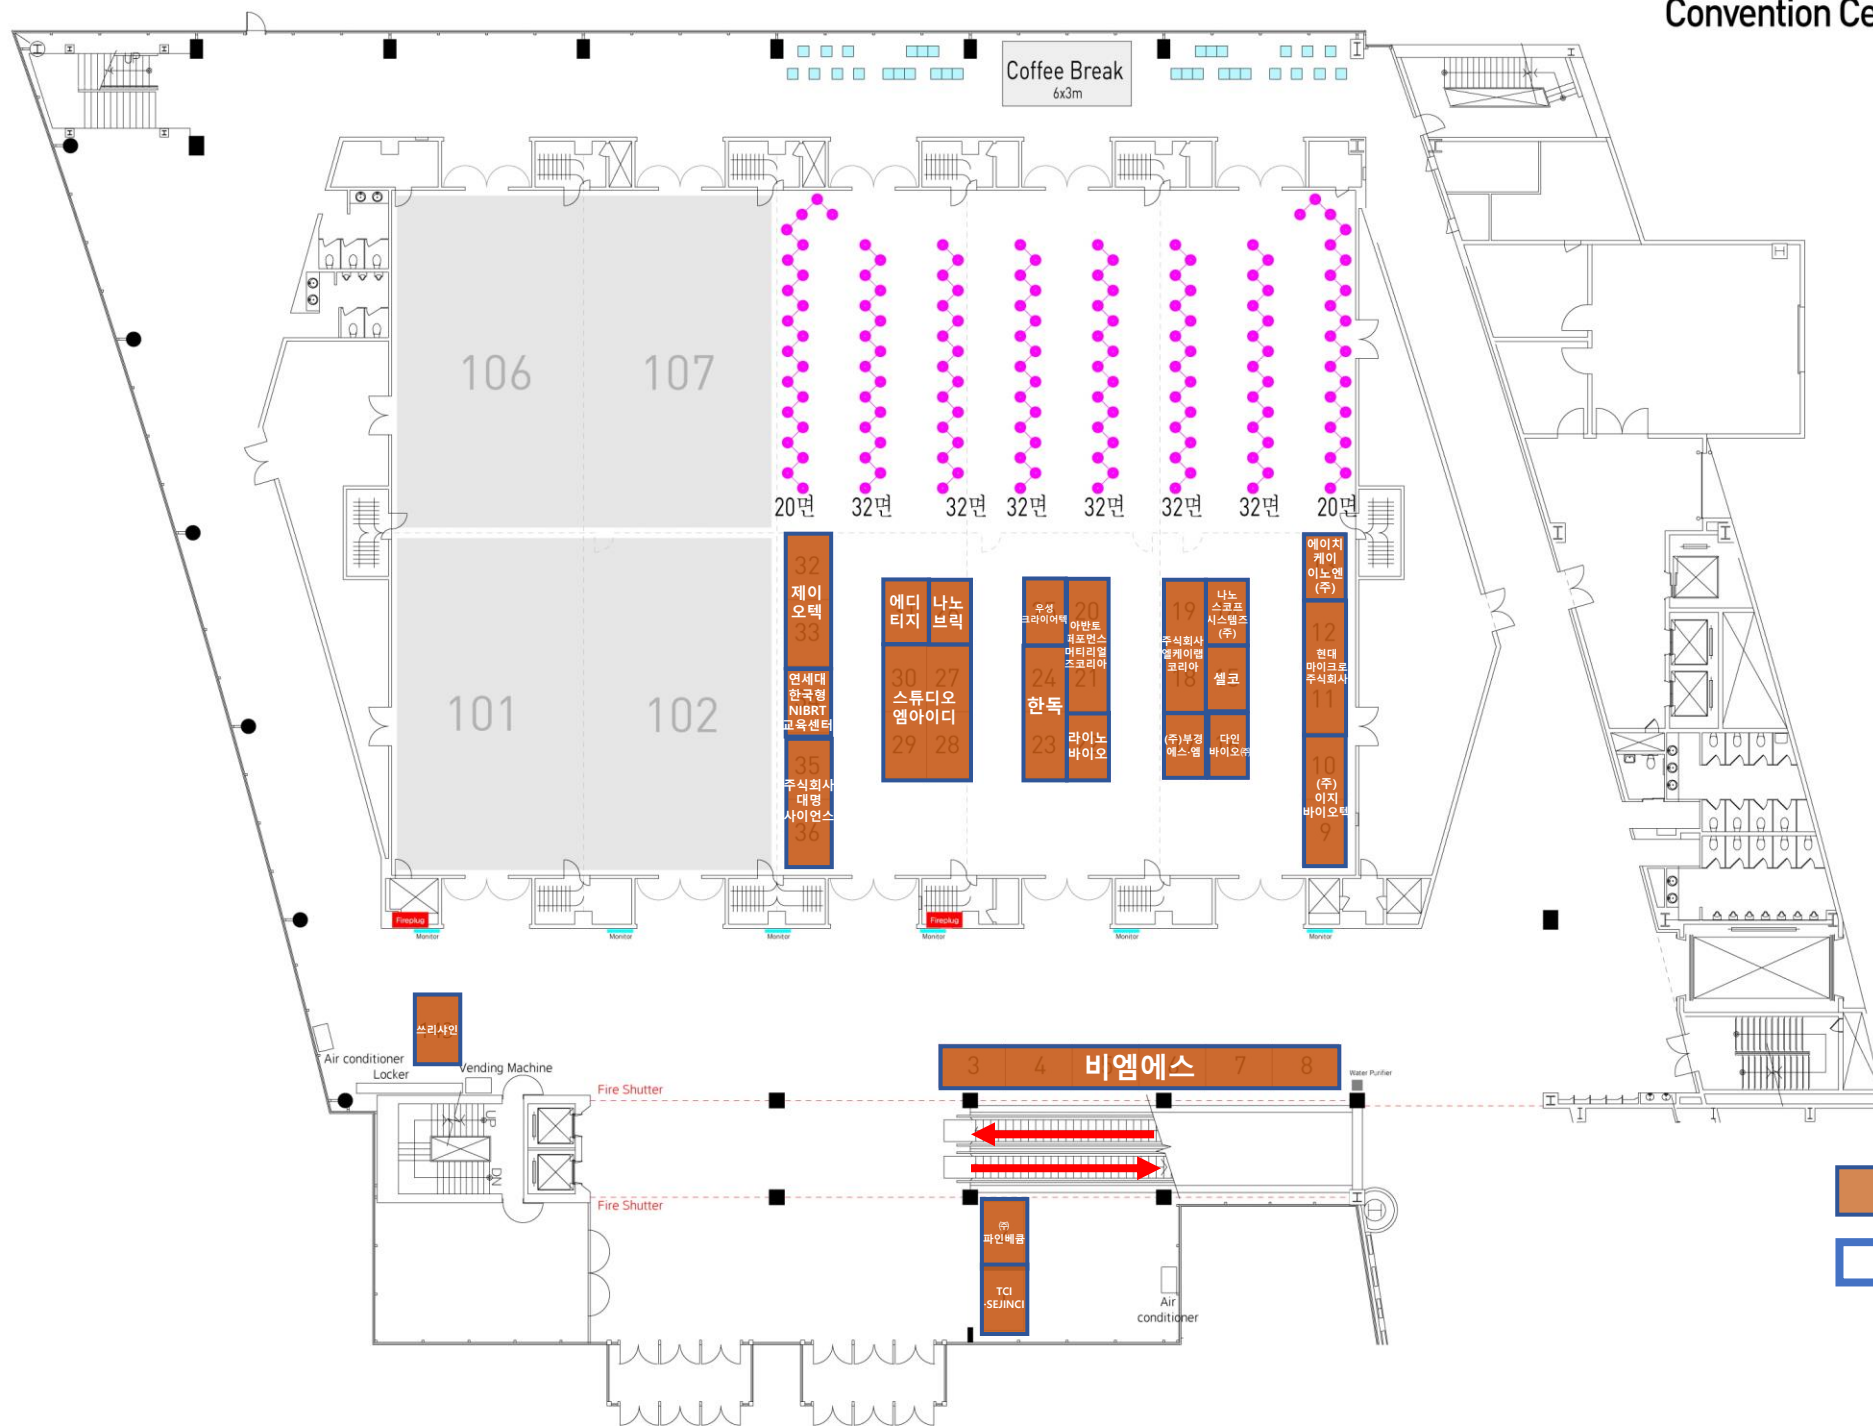 Convention Ce
UP
Coffee Break
6x3m
106
107
20면
32면
32면
32면
32면
32면
32면
20면
101
102
32
제이
오텍
33
연세대
한국형
NIBRT
교육센터
35
주식회사
대명
사이언스
36
에디
티지
나노
브릭
30
27
스튜디오
엠아이디
29
28
우성
크라이어텍
20
아반토
퍼포먼스
머티리얼
즈코리아
21
24
한독
23
라이노
바이오
19
주식회사
엘케이랩
코리아
18
나노
스코프
시스템즈
(주)
셀코
(주)부경
에스-엠
다인
바이오㈜
에이치
케이
이노엔
(주)
12
현대
마이크로
주식회사
11
10
(주)
이지
바이오텍
9
Fireplug
Monitor
Monitor
Monitor
Fireplug
Monitor
Monitor
Monitor
쓰리샤인
Air conditioner
Locker
Vending Machine
3
4
비엠에스
7
8
Water Purifier
Fire Shutter
UP
DN
Fire Shutter
㈜
파인베큠
TCI
-SEJINCI
Air
conditioner